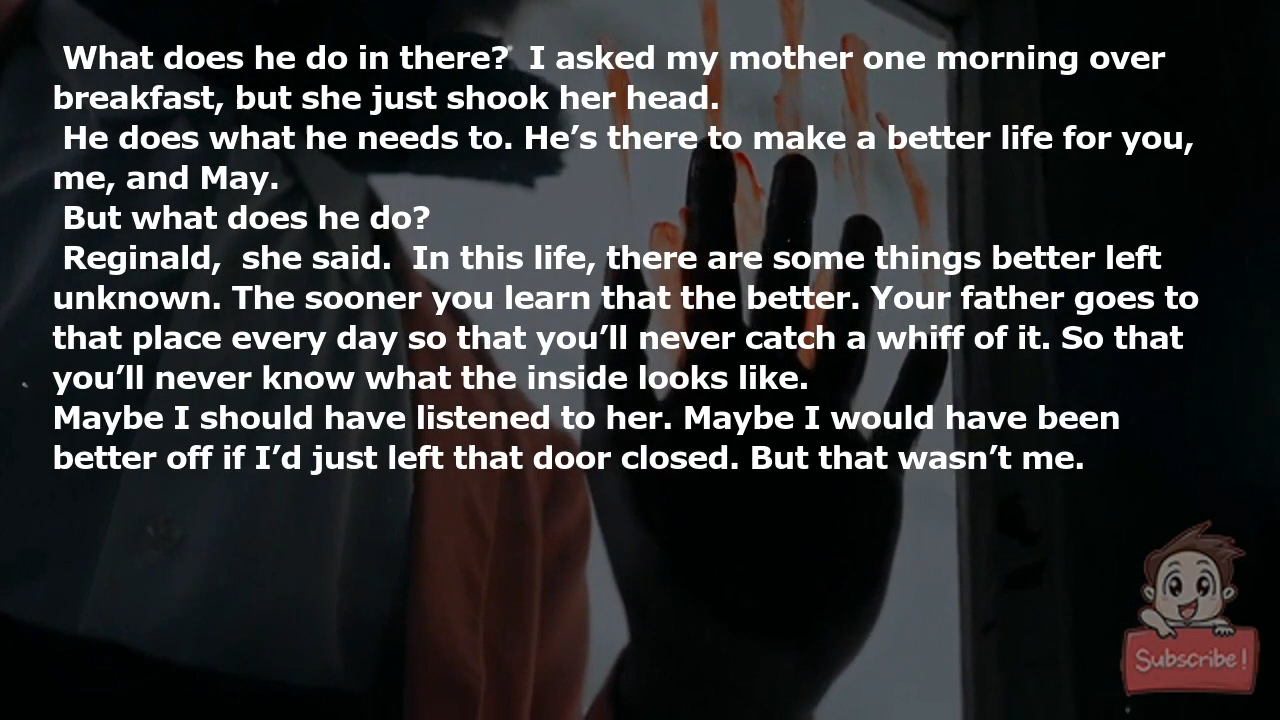 What does he do in there?  I asked my mother one morning over
breakfast, but she just shook her head.
He does what he needs to. He’s there to make a better life for you,
me, and May.
But what does he do?
Reginald,  she said.  In this life, there are some things better left
unknown. The sooner you learn that the better. Your father goes to
that place every day so that you’ll never catch a whiff of it. So that
you’ll never know what the inside looks like.
Maybe I should have listened to her. Maybe I would have been
better off if I’d just left that door closed. But that wasn’t me.
Subscribe!